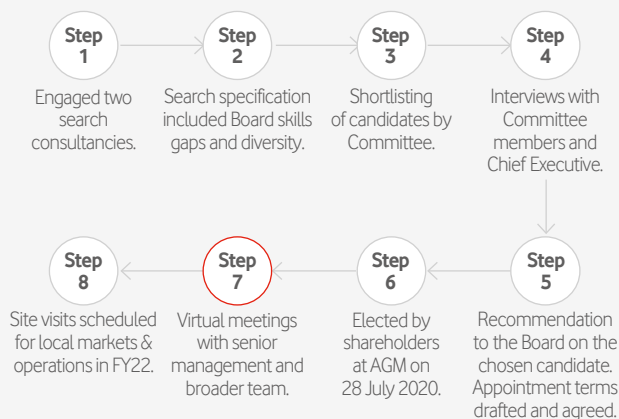 Step
1
Engaged two
search
consultancies.
Step
2
Search specification
included Board skills
gaps and diversity.
Step
3
Shortlisting
of candidates by
Committee.
Step
4
Interviews with
Committee
members and
Chief Executive.
Step
5
Recommendation
to the Board on the
chosen candidate.
Appointment terms
drafted and agreed.
Step
6
Elected by
shareholders
at AGM on
28 July 2020.
Step
7
Virtual meetings
with senior
management and
broader team.
Step
8
Site visits scheduled
for local markets &
operations in FY22.